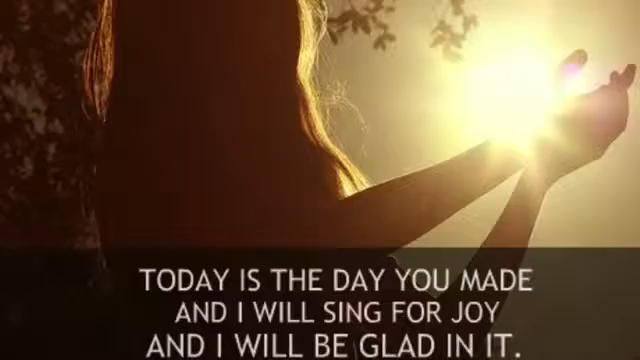 TODAY IS THE DAY YOU MADE
AND I WILL SING FOR JOY
AND I WILL BE GLAD IN IT.